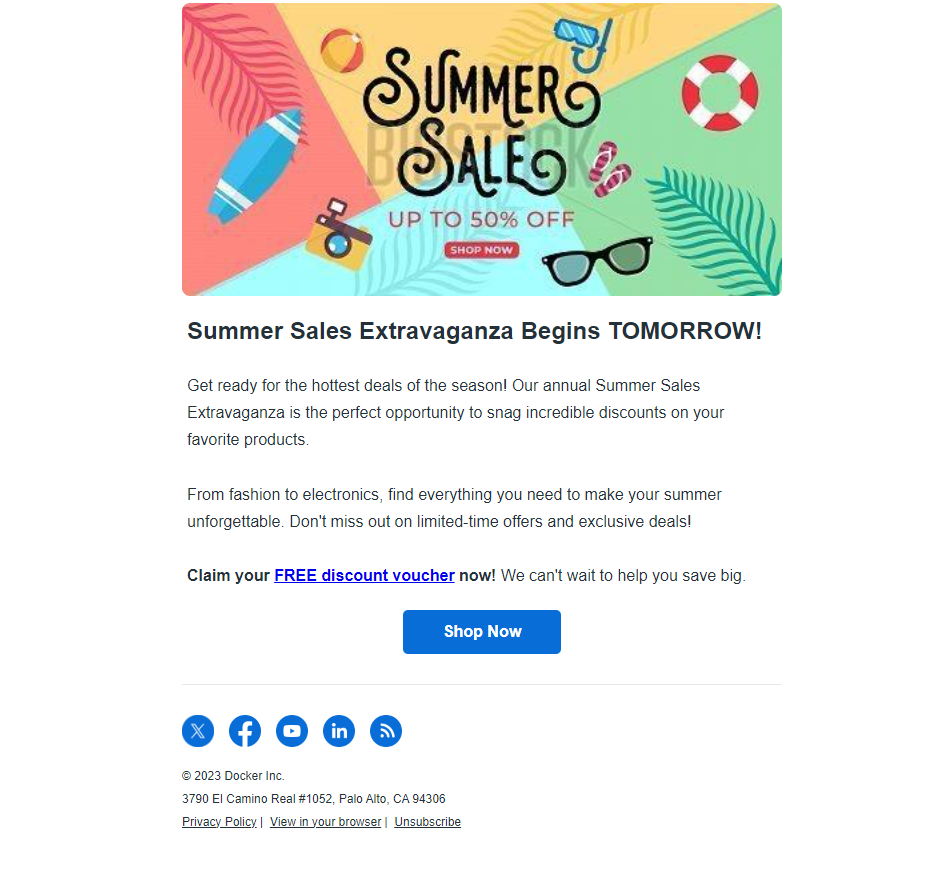 SUMMER
SALE
BIGSTOCK
UP TO 50% OFF
SHOP NOW
Summer Sales Extravaganza Begins TOMORROW!
Get ready for the hottest deals of the season! Our annual Summer Sales
Extravaganza is the perfect opportunity to snag incredible discounts on your
favorite products.
From fashion to electronics, find everything you need to make your summer
unforgettable. Don't miss out on limited-time offers and exclusive deals!
Claim your FREE discount voucher now! We can't wait to help you save big.
Shop Now
© 2023 Docker Inc.
3790 El Camino Real #1052, Palo Alto, CA 94306
Privacy Policy | View in your browser | Unsubscribe